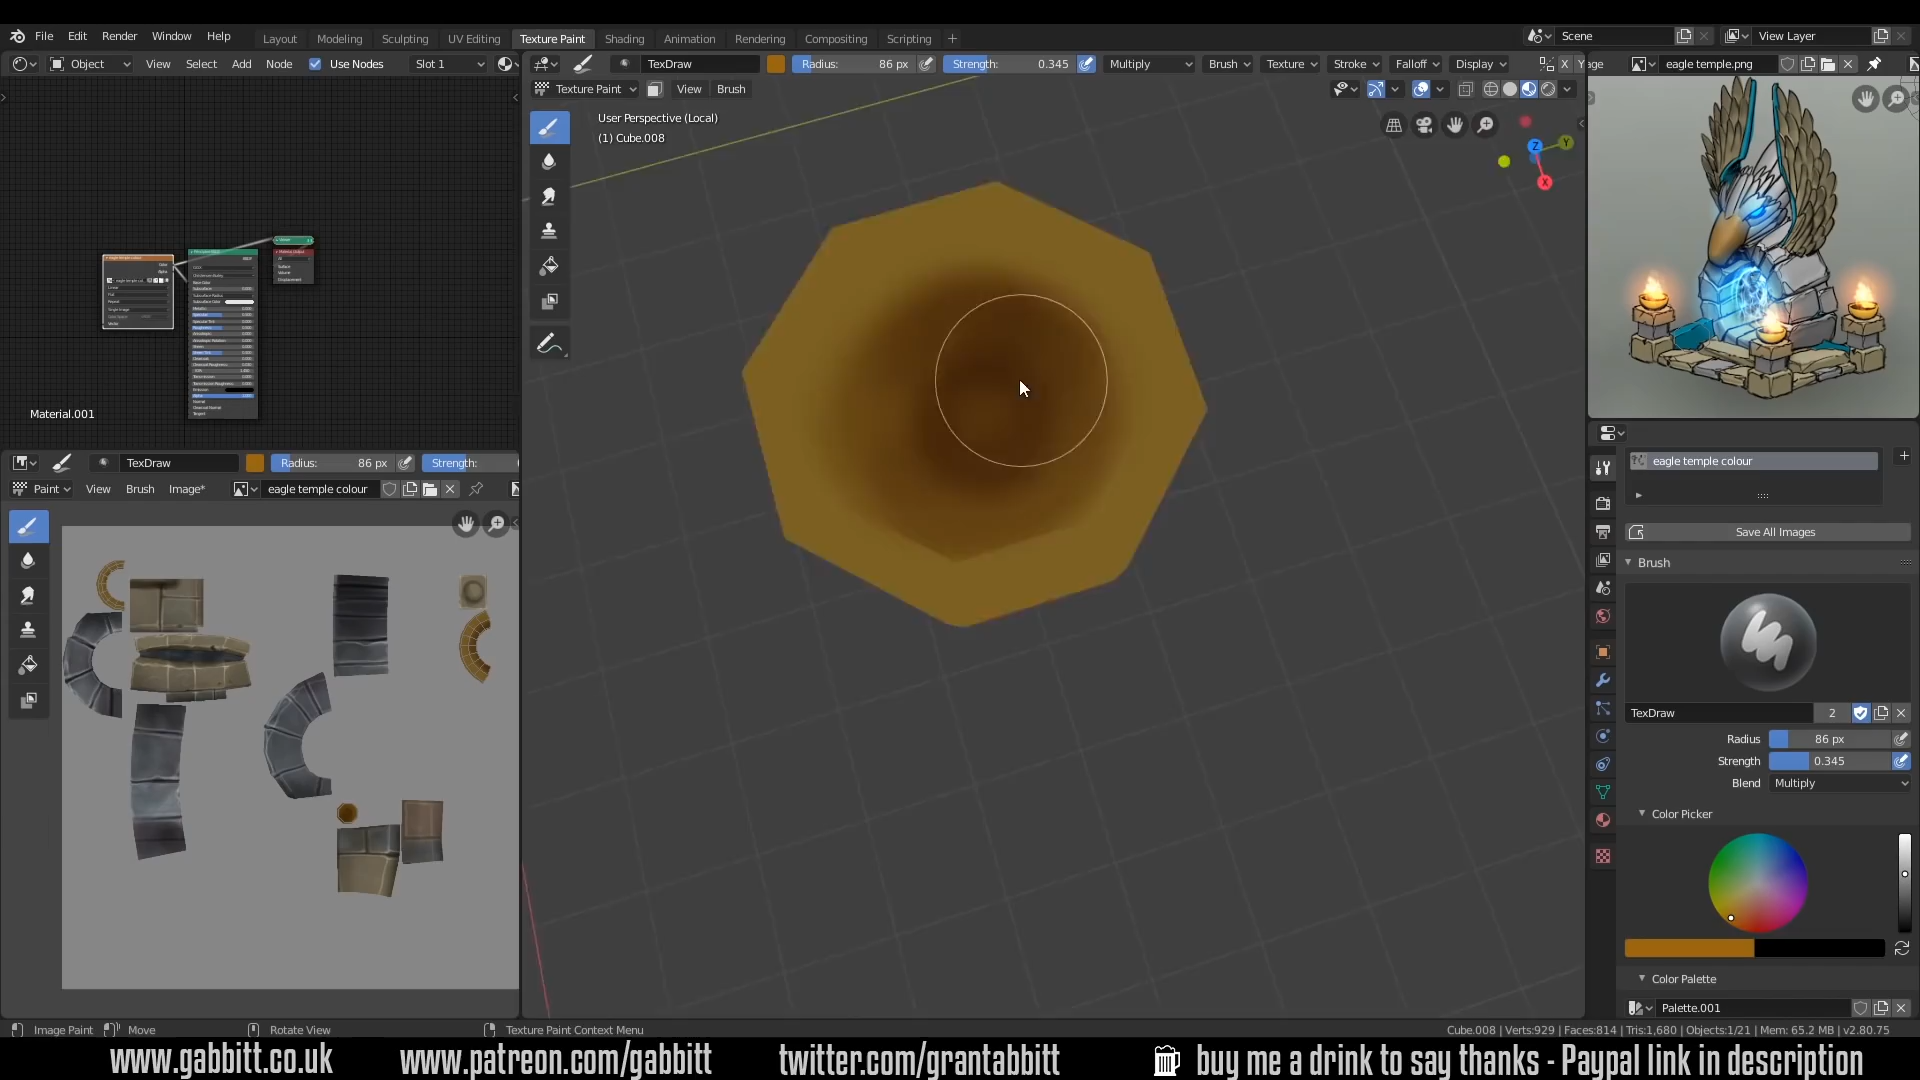 File Edit Render Window Help
Layout Modeling Sculpting UV Editing Texture Paint Shading Animation Rendering Compositing Scripting
Scene
View Layer
Object View Select Add Node Use Nodes Slot 1
TexDraw Radius: 86 px Strength: 0.345 Multiply Brush Texture Stroke Falloff Display X Y
age eagle temple.png
Texture Paint View Brush
User Perspective (Local)
(1) Cube.008
Z Y X
Material.001
TexDraw Radius: 86 px Strength:
Paint View Brush Image* eagle temple colour
eagle temple colour
Save All Images
Brush
TexDraw 2
Radius 86 px
Strength 0.345
Blend Multiply
Color Picker
Color Palette
Palette.001
Image Paint Move Rotate View Texture Paint Context Menu
Cube.008 | Verts:929 | Faces:814 | Tris:1,680 | Objects:1/21 | Mem: 65.2 MB | v2.80.75
www.gabbitt.co.uk www.patreon.com/gabbitt twitter.com/grantabbitt buy me a drink to say thanks - Paypal link in description